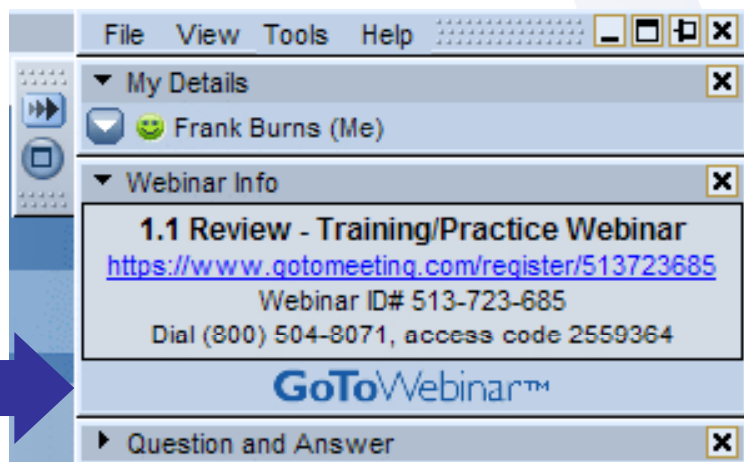 File View Tools Help
My Details
Frank Burns (Me)
Webinar Info
1.1 Review - Training/Practice Webinar
https://www.gotomeeting.com/register/513723685
Webinar ID# 513-723-685
Dial (800) 504-8071, access code 2559364
GoToWebinar™
Question and Answer